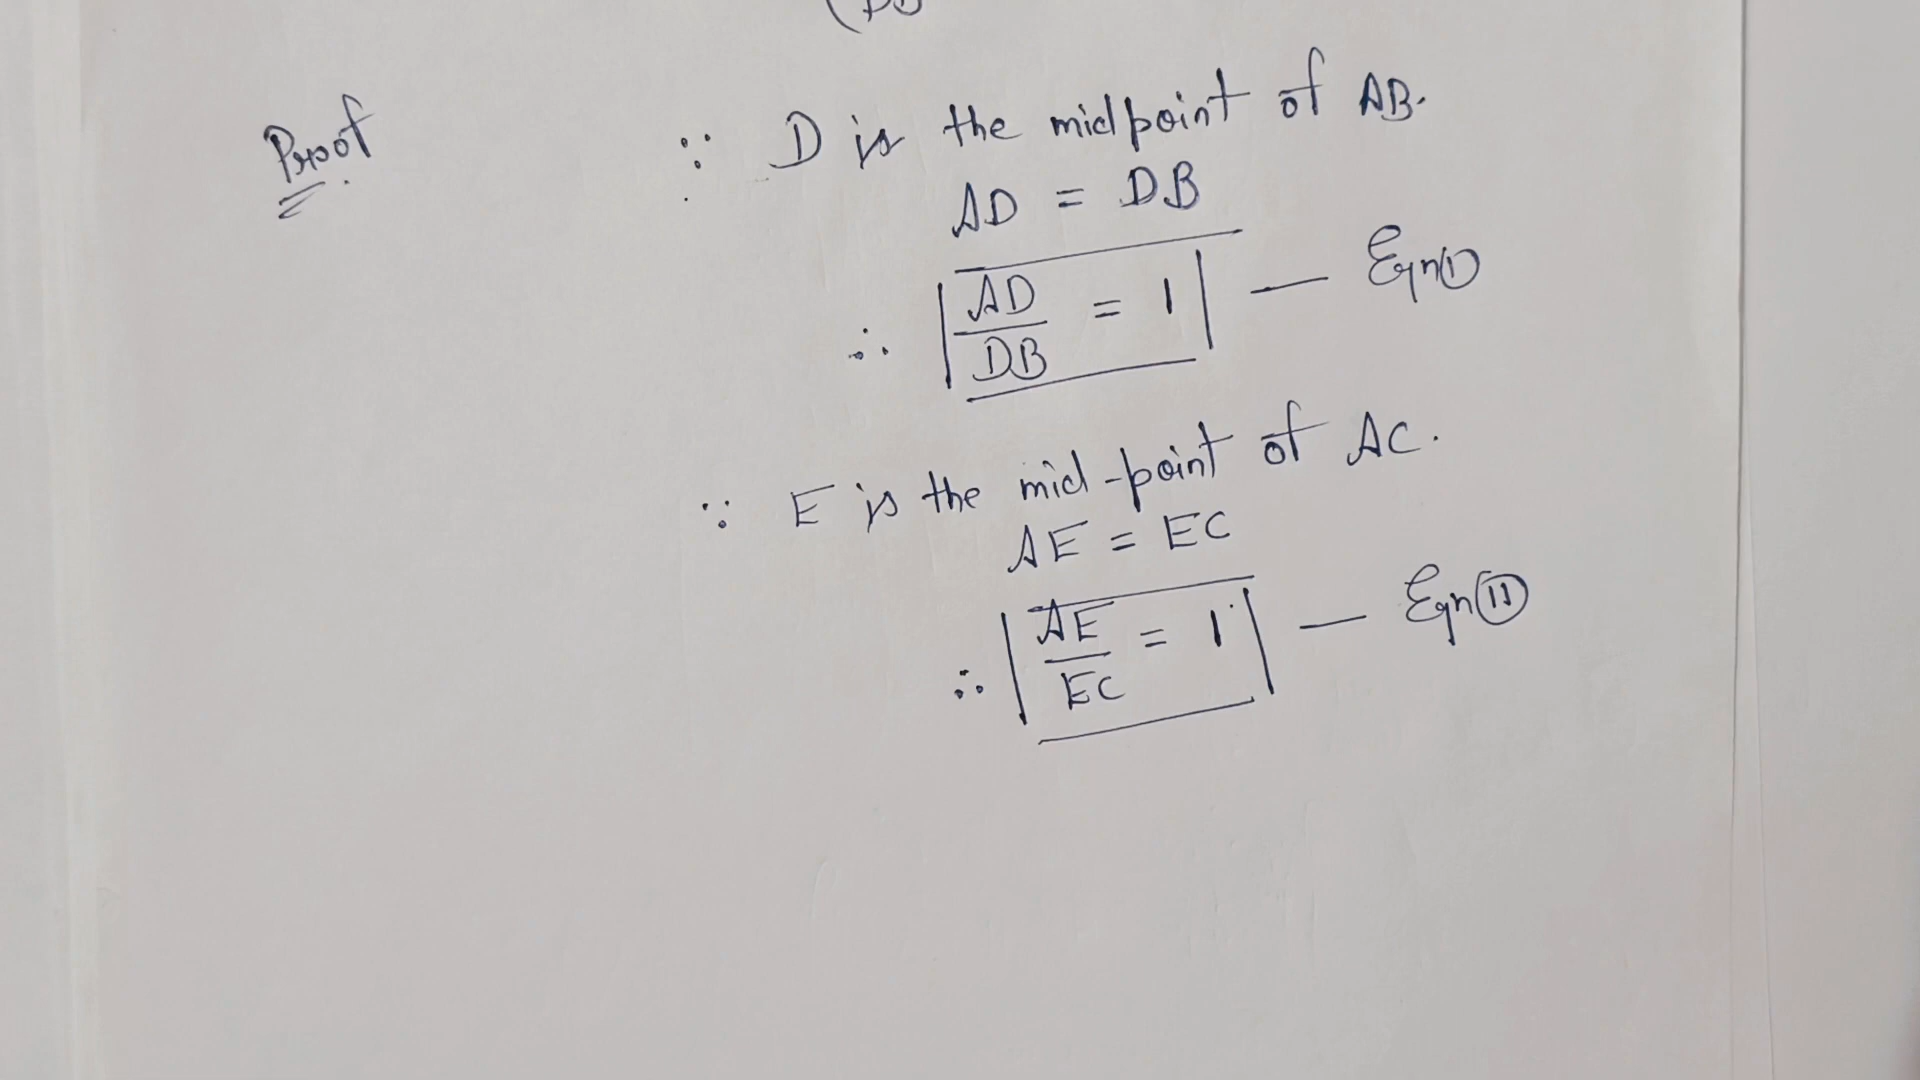 Proof
∵ D is the midpoint of AB.
AD = DB
∴ AD/DB = 1 — Eqn (I)
∵ E is the mid-point of AC.
AE = EC
∴ AE/EC = 1 — Eqn (II)